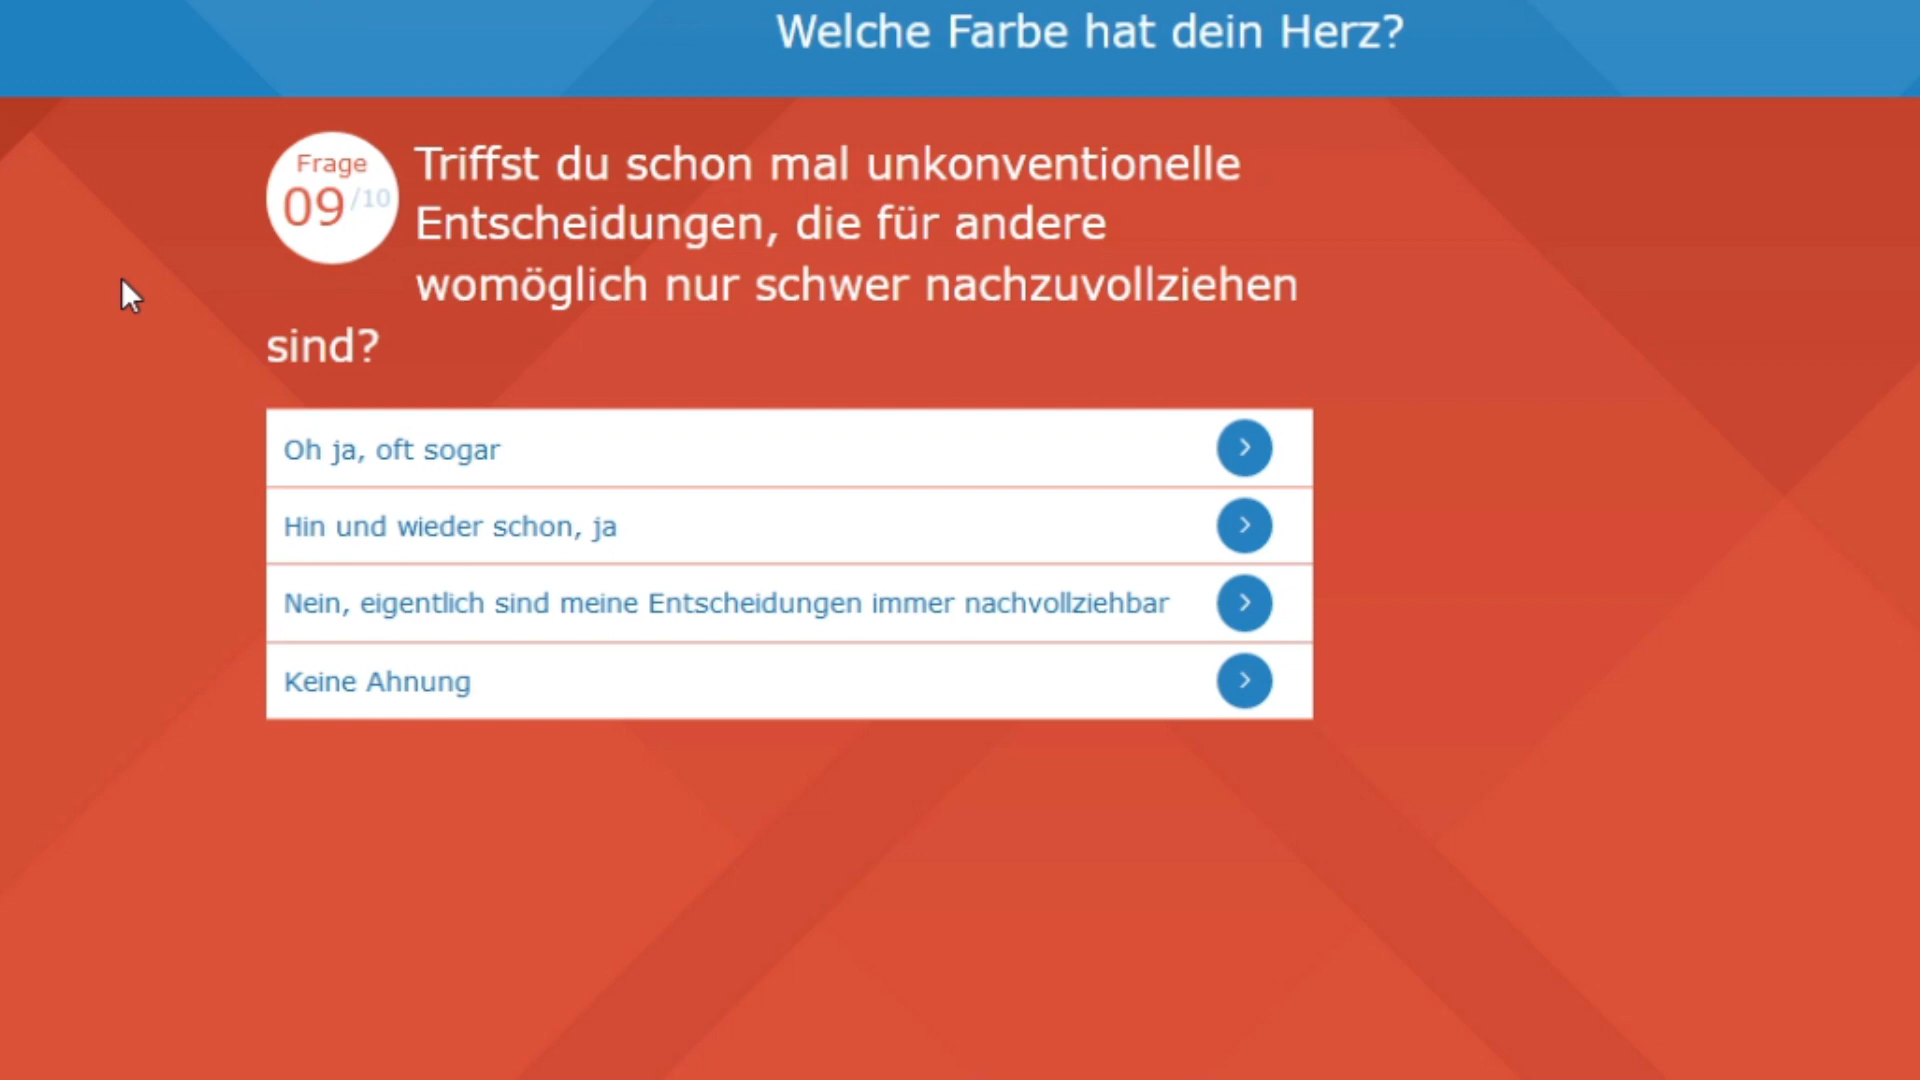 Welche Farbe hat dein Herz?
Frage
09/10
Triffst du schon mal unkonventionelle
Entscheidungen, die für andere
womöglich nur schwer nachzuvollziehen
sind?
Oh ja, oft sogar
Hin und wieder schon, ja
Nein, eigentlich sind meine Entscheidungen immer nachvollziehbar
Keine Ahnung